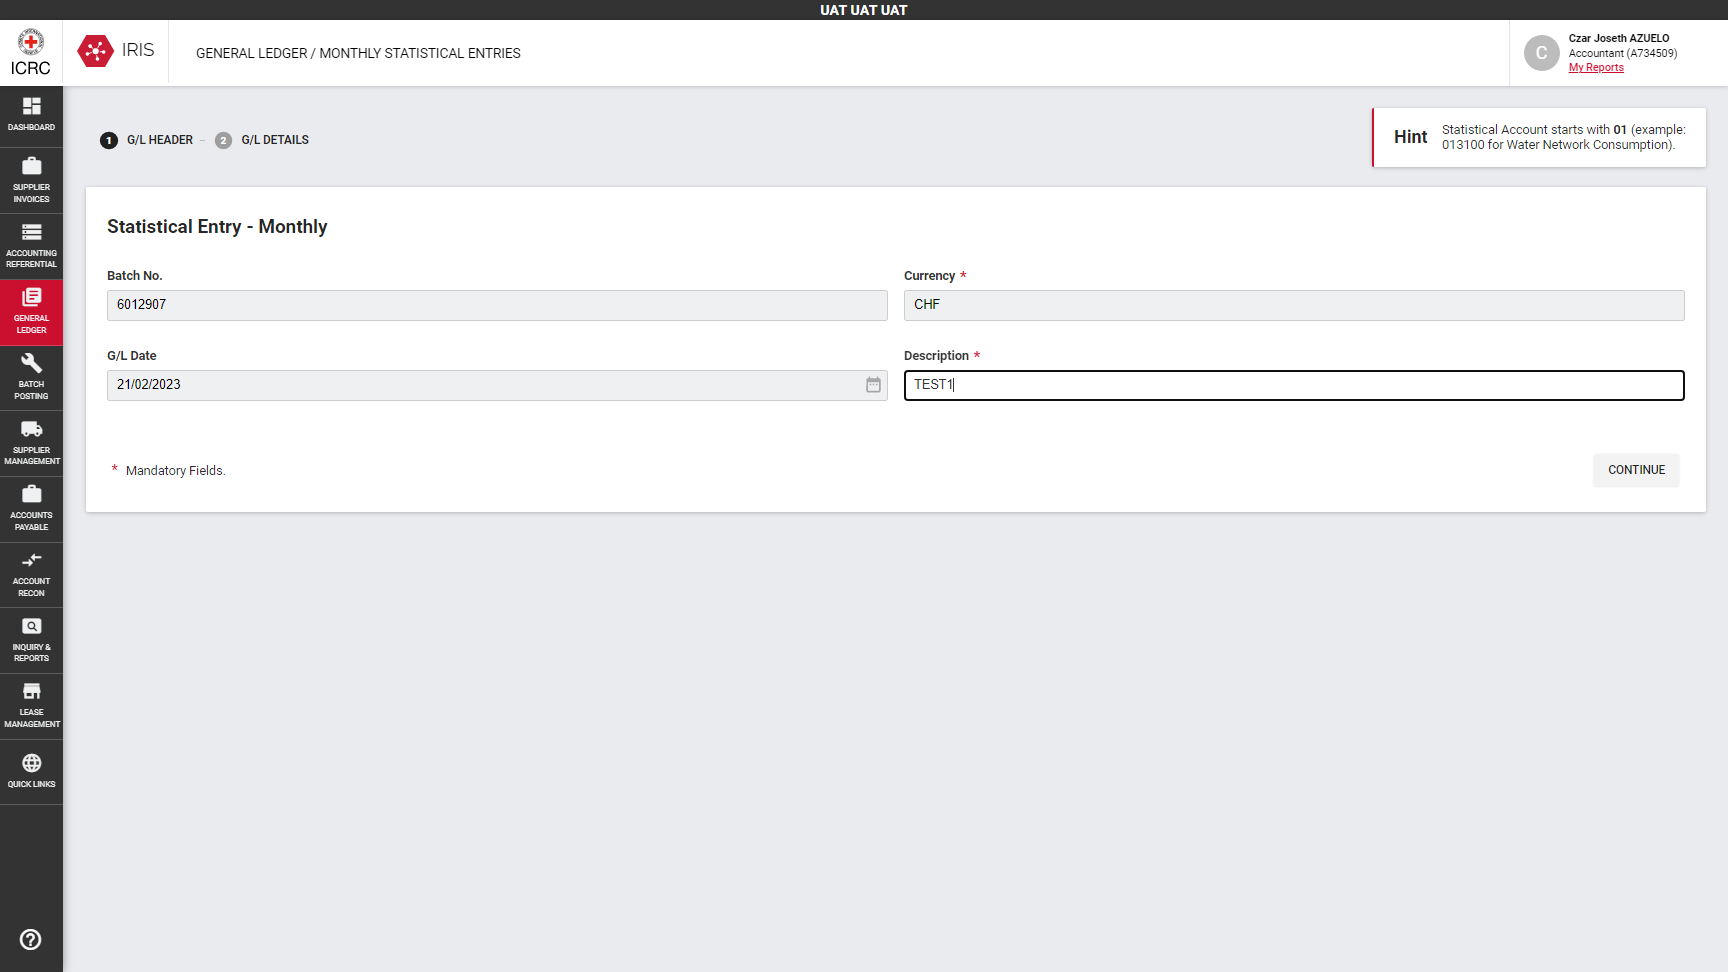 UAT UAT UAT
ICRC
IRIS
GENERAL LEDGER / MONTHLY STATISTICAL ENTRIES
C
Czar Joseth AZUELO
Accountant (A734509)
My Reports
DASHBOARD
SUPPLIER
INVOICES
ACCOUNTING
REFERENTIAL
GENERAL
LEDGER
BATCH
POSTING
SUPPLIER
MANAGEMENT
ACCOUNTS
PAYABLE
ACCOUNT
RECON
INQUIRY &
REPORTS
LEASE
MANAGEMENT
QUICK LINKS
1 G/L HEADER – 2 G/L DETAILS
Hint
Statistical Account starts with 01 (example:
013100 for Water Network Consumption).
Statistical Entry - Monthly
Batch No.
6012907
Currency *
CHF
G/L Date
21/02/2023
Description *
TEST1
* Mandatory Fields.
CONTINUE